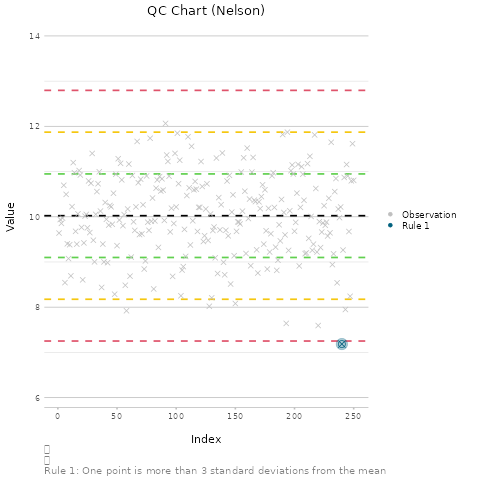 QC Chart (Nelson)
14
12
10
8
6
Value
0
50
100
150
200
250
Index
Observation
Rule 1
Rule 1: One point is more than 3 standard deviations from the mean